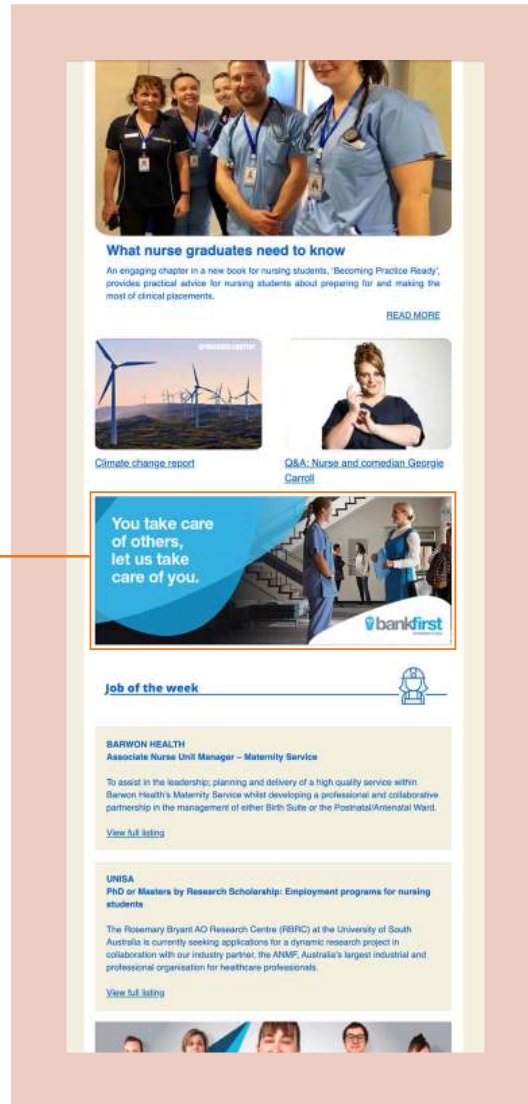 What nurse graduates need to know
An engaging chapter in a new book for nursing students, 'Becoming Practice Ready',
provides practical advice for nursing students about preparing for and making the
most of clinical placements.
READ MORE
Climate change report
Q&A: Nurse and comedian Georgie
Carroll
You take care
of others,
let us take
care of you.
bankfirst
Job of the week
BARWON HEALTH
Associate Nurse Unit Manager – Maternity Service
To assist in the leadership; planning and delivery of a high quality service within
Barwon Health's Maternity Service whilst developing a professional and collaborative
partnership in the management of either Birth Suite or the Postnatal/Antenatal Ward.
View full listing
UNISA
PhD or Masters by Research Scholarship: Employment programs for nursing
students
The Rosemary Bryant AO Research Centre (RBRC) at the University of South
Australia is currently seeking applications for a dynamic research project in
collaboration with our industry partner, the ANMF, Australia's largest industrial and
professional organisation for healthcare professionals.
View full listing